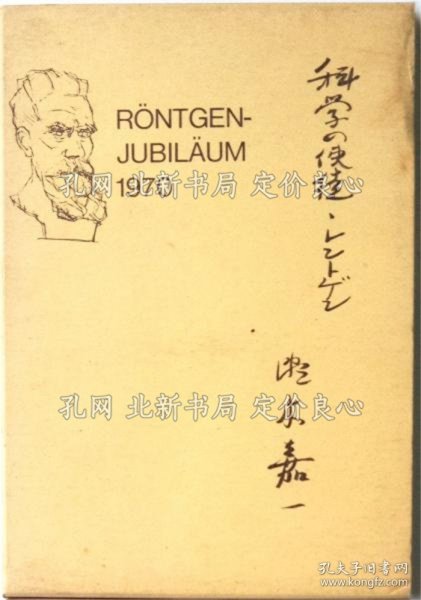 RÖNTGEN-
JUBILÄUM
1970
科学の使徒・レントゲン
嘉一
孔网 北新书局 定价良心
孔网 北新书局 定价良心
孔夫子旧书网
www.kongfz.com